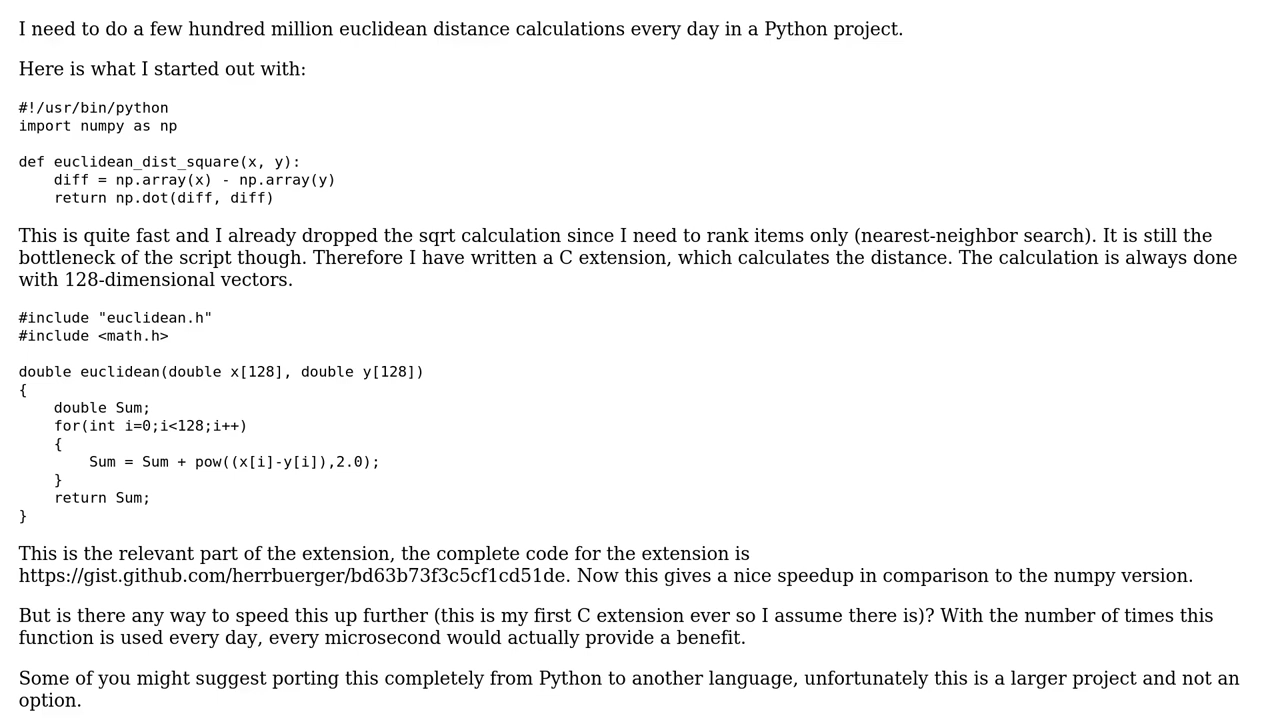 I need to do a few hundred million euclidean distance calculations every day in a Python project.
Here is what I started out with:
#!/usr/bin/python
import numpy as np
def euclidean_dist_square(x, y):
    diff = np.array(x) - np.array(y)
    return np.dot(diff, diff)
This is quite fast and I already dropped the sqrt calculation since I need to rank items only (nearest-neighbor search). It is still the
bottleneck of the script though. Therefore I have written a C extension, which calculates the distance. The calculation is always done
with 128-dimensional vectors.
#include "euclidean.h"
#include <math.h>
double euclidean(double x[128], double y[128])
{
    double Sum;
    for(int i=0;i<128;i++)
    {
        Sum = Sum + pow((x[i]-y[i]),2.0);
    }
    return Sum;
}
This is the relevant part of the extension, the complete code for the extension is
https://gist.github.com/herrbuerger/bd63b73f3c5cf1cd51de. Now this gives a nice speedup in comparison to the numpy version.
But is there any way to speed this up further (this is my first C extension ever so I assume there is)? With the number of times this
function is used every day, every microsecond would actually provide a benefit.
Some of you might suggest porting this completely from Python to another language, unfortunately this is a larger project and not an
option.